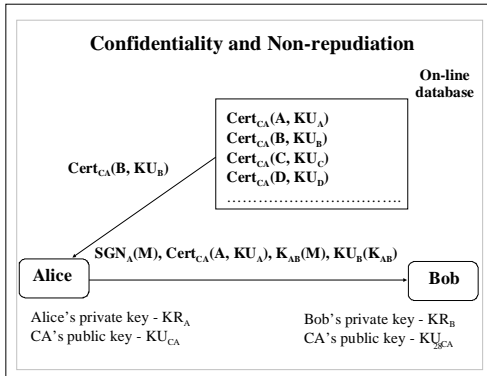 Confidentiality and Non-repudiation
On-line
database
Cert_CA(A, KU_A)
Cert_CA(B, KU_B)
Cert_CA(C, KU_C)
Cert_CA(D, KU_D)
.................................
Cert_CA(B, KU_B)
SGN_A(M), Cert_CA(A, KU_A), K_AB(M), KU_B(K_AB)
Alice
Bob
Alice's private key - KR_A
CA's public key - KU_CA
Bob's private key - KR_B
CA's public key - KU_CA
28